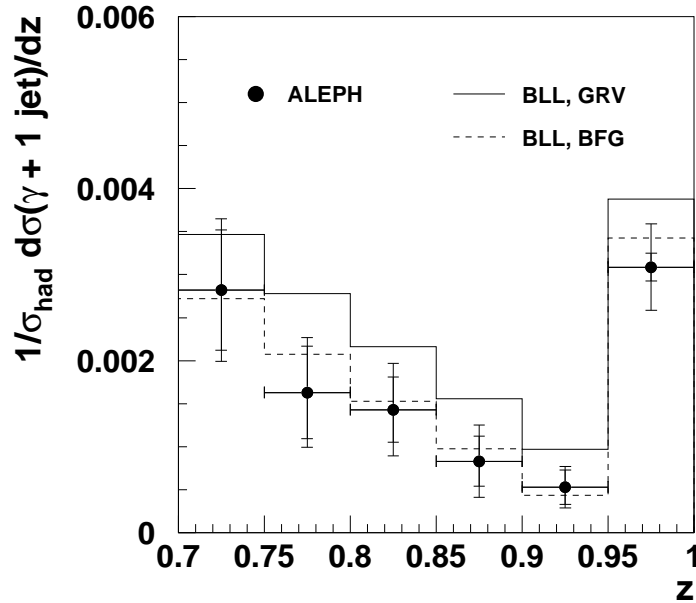 1/σhad dσ(γ + 1 jet)/dz
0.006
ALEPH
BLL, GRV
BLL, BFG
0.004
0.002
0
0.7 0.75 0.8 0.85 0.9 0.95 1
z